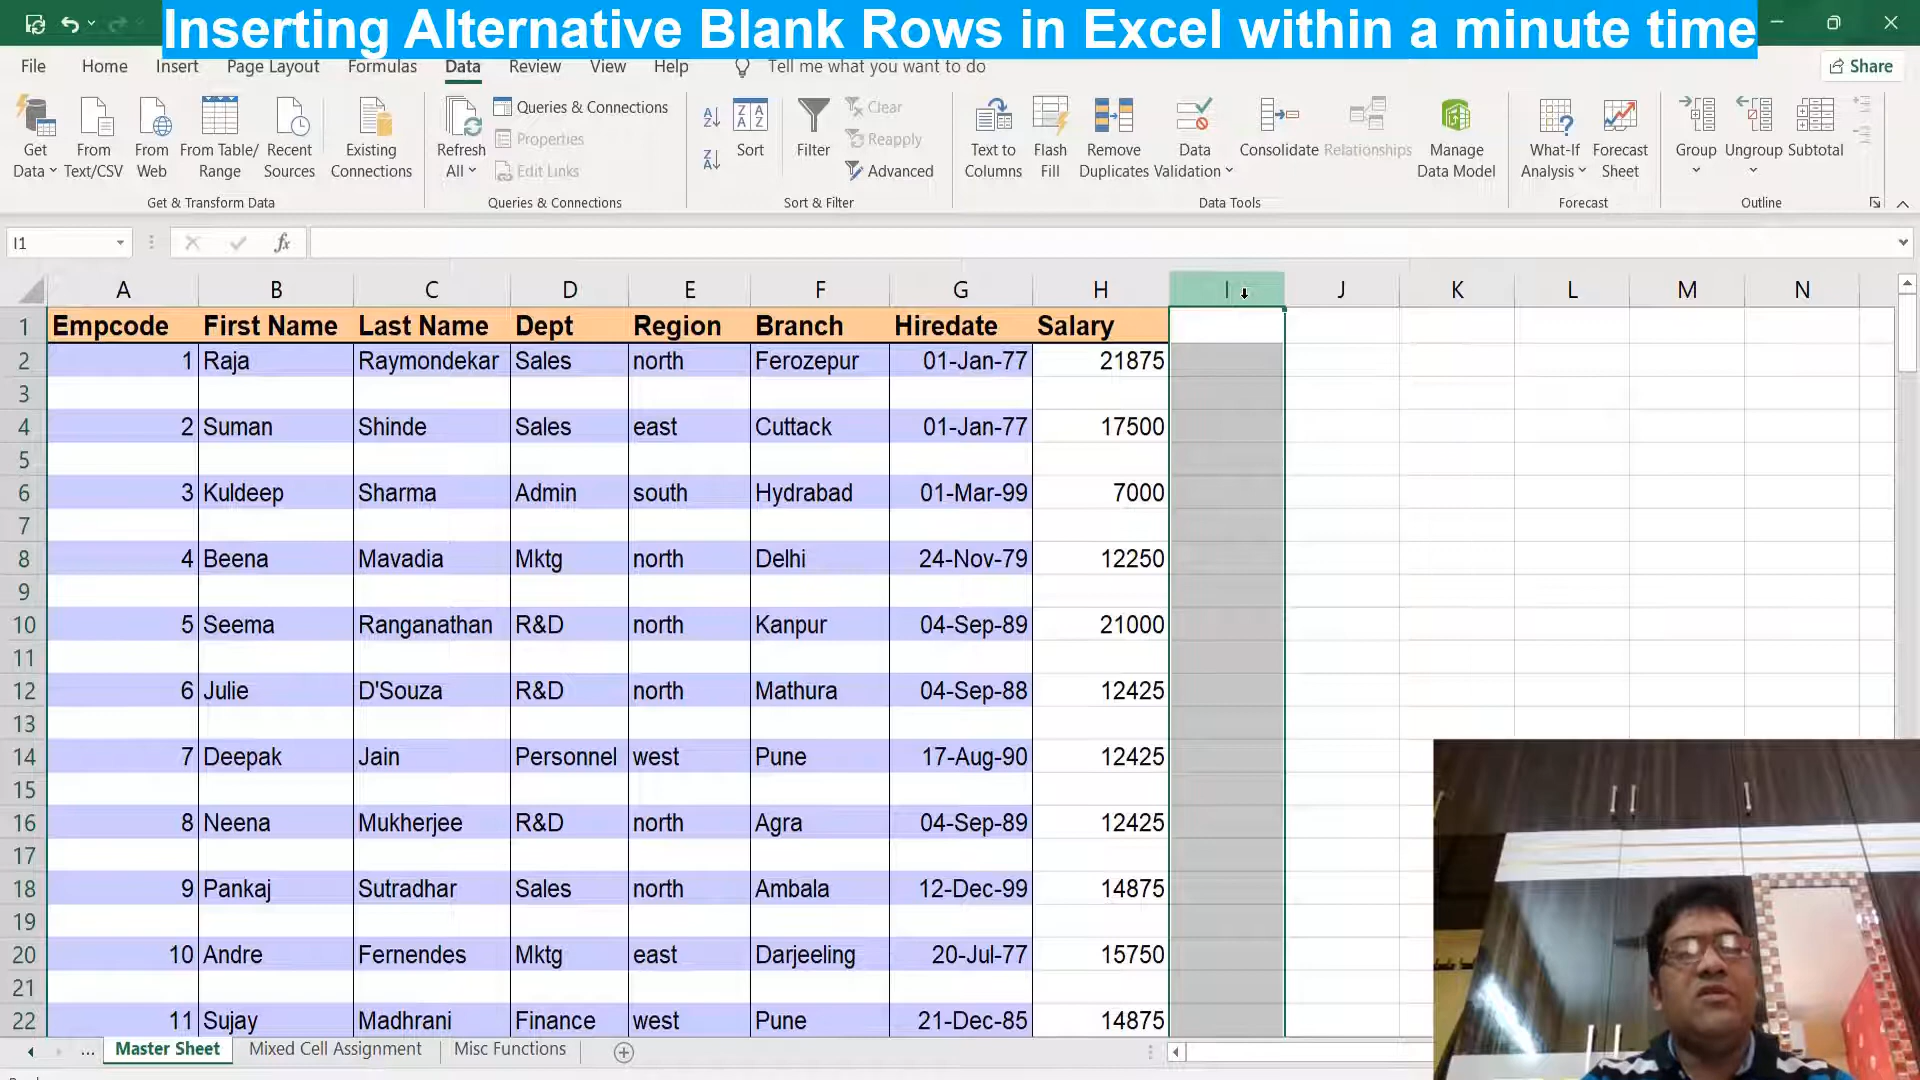 Inserting Alternative Blank Rows in Excel within a minute time
File Home Insert Page Layout Formulas Data Review View Help Tell me what you want to do Share
Get Data From Text/CSV From Web From Table/ Range Recent Sources Existing Connections Refresh All Queries & Connections Properties Edit Links Sort Filter Clear Reapply Advanced Text to Columns Flash Fill Remove Duplicates Data Validation Consolidate Relationships Manage Data Model What-If Analysis Forecast Sheet Group Ungroup Subtotal
Get & Transform Data Queries & Connections Sort & Filter Data Tools Forecast Outline
I1 fx
A B C D E F G H I J K L M N
1 Empcode First Name Last Name Dept Region Branch Hiredate Salary
2 1 Raja Raymondekar Sales north Ferozepur 01-Jan-77 21875
3
4 2 Suman Shinde Sales east Cuttack 01-Jan-77 17500
5
6 3 Kuldeep Sharma Admin south Hydrabad 01-Mar-99 7000
7
8 4 Beena Mavadia Mktg north Delhi 24-Nov-79 12250
9
10 5 Seema Ranganathan R&D north Kanpur 04-Sep-89 21000
11
12 6 Julie D'Souza R&D north Mathura 04-Sep-88 12425
13
14 7 Deepak Jain Personnel west Pune 17-Aug-90 12425
15
16 8 Neena Mukherjee R&D north Agra 04-Sep-89 12425
17
18 9 Pankaj Sutradhar Sales north Ambala 12-Dec-99 14875
19
20 10 Andre Fernendes Mktg east Darjeeling 20-Jul-77 15750
21
22 11 Sujay Madhrani Finance west Pune 21-Dec-85 14875
... Master Sheet Mixed Cell Assignment Misc Functions